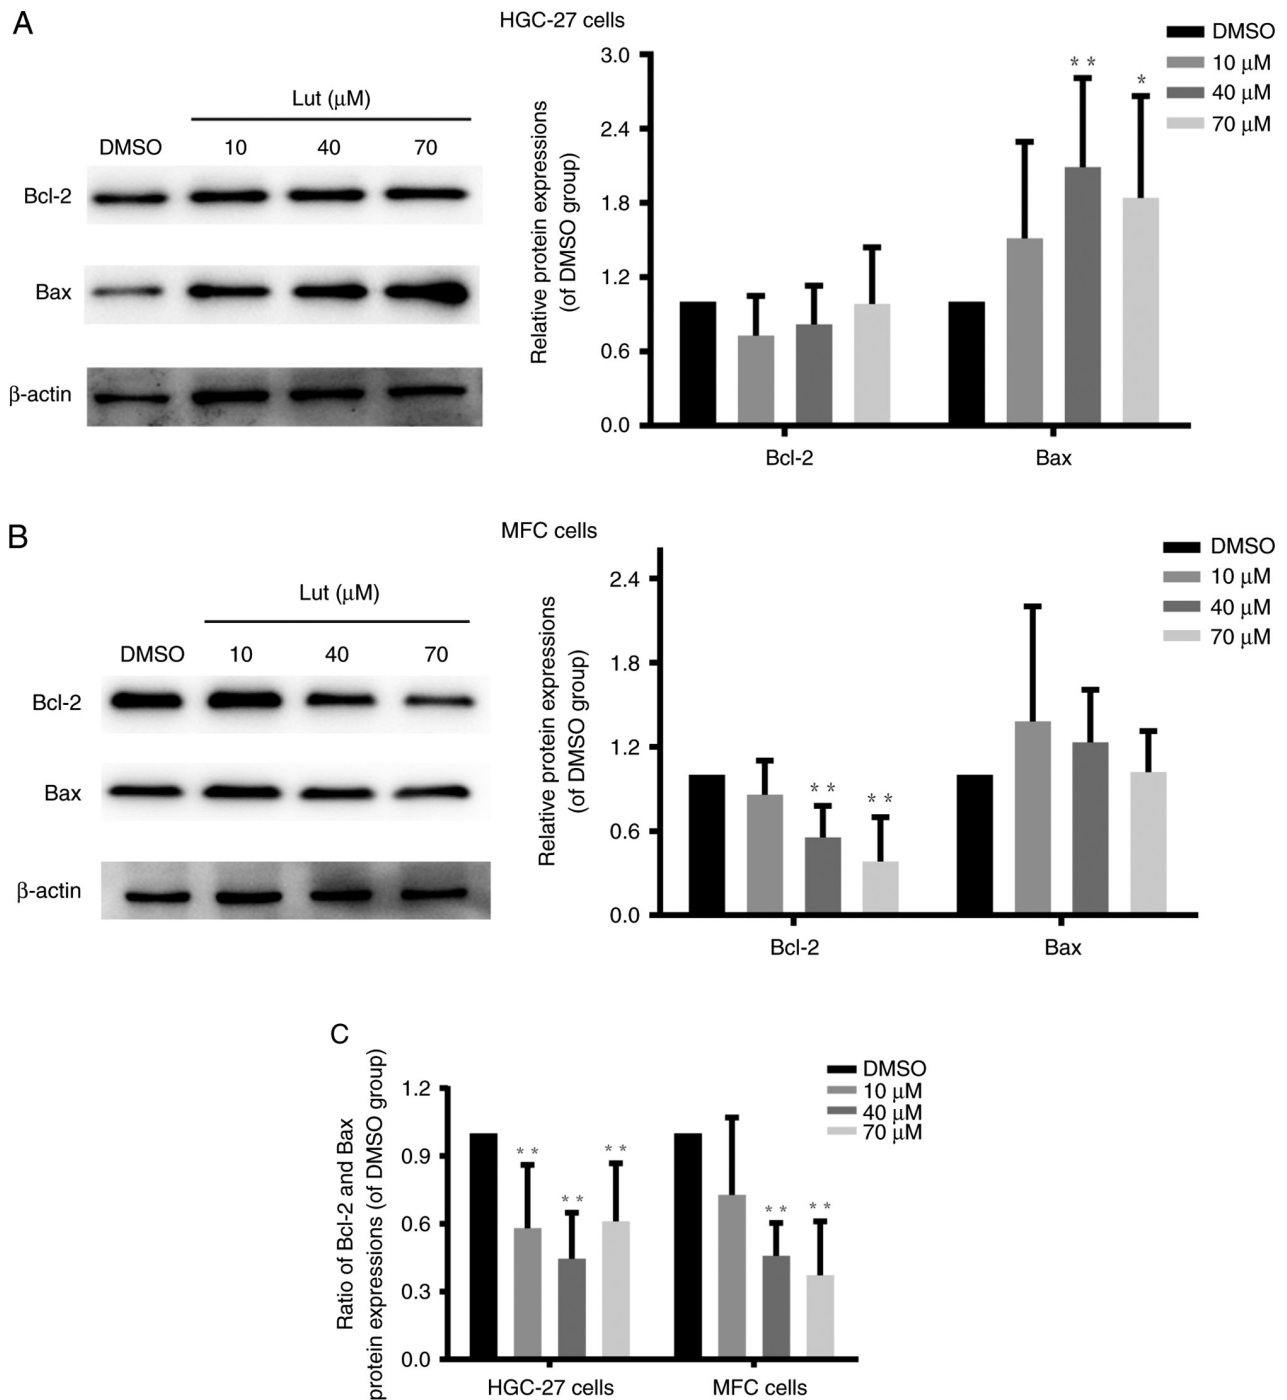 A
Lut (μM)
DMSO 10 40 70
Bcl-2
Bax
β-actin
HGC-27 cells
Relative protein expressions
(of DMSO group)
3.0
2.4
1.8
1.2
0.6
0.0
** *
Bcl-2 Bax
DMSO
10 μM
40 μM
70 μM
B
Lut (μM)
DMSO 10 40 70
Bcl-2
Bax
β-actin
MFC cells
Relative protein expressions
(of DMSO group)
2.4
1.8
1.2
0.6
0.0
** **
Bcl-2 Bax
DMSO
10 μM
40 μM
70 μM
C
Ratio of Bcl-2 and Bax
protein expressions (of DMSO group)
1.2
0.9
0.6
0.3
0.0
** ** ** ** **
HGC-27 cells MFC cells
DMSO
10 μM
40 μM
70 μM